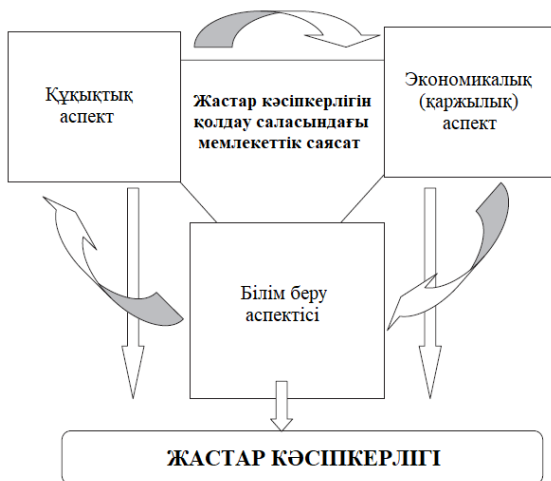 Құқықтық
аспект
Жастар кәсіпкерлігін
қолдау саласындағы
мемлекеттік саясат
Экономикалық
(қаржылық)
аспект
Білім беру
аспектісі
ЖАСТАР КӘСІПКЕРЛІГІ